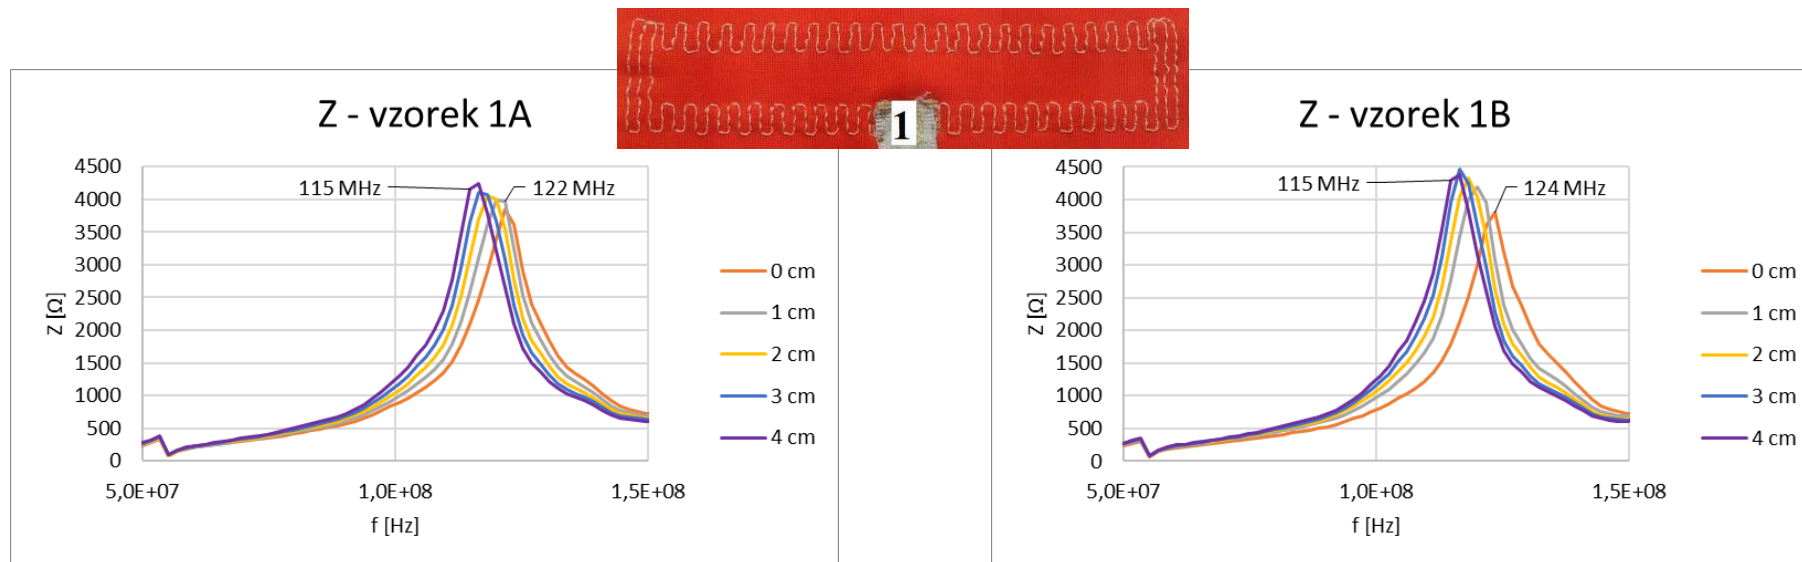 1
Z - vzorek 1A
4500
4000
3500
3000
2500
2000
1500
1000
500
0
Z [Ω]
115 MHz
122 MHz
5,0E+07
1,0E+08
1,5E+08
f [Hz]
0 cm
1 cm
2 cm
3 cm
4 cm
Z - vzorek 1B
4500
4000
3500
3000
2500
2000
1500
1000
500
0
Z [Ω]
115 MHz
124 MHz
5,0E+07
1,0E+08
1,5E+08
f [Hz]
0 cm
1 cm
2 cm
3 cm
4 cm